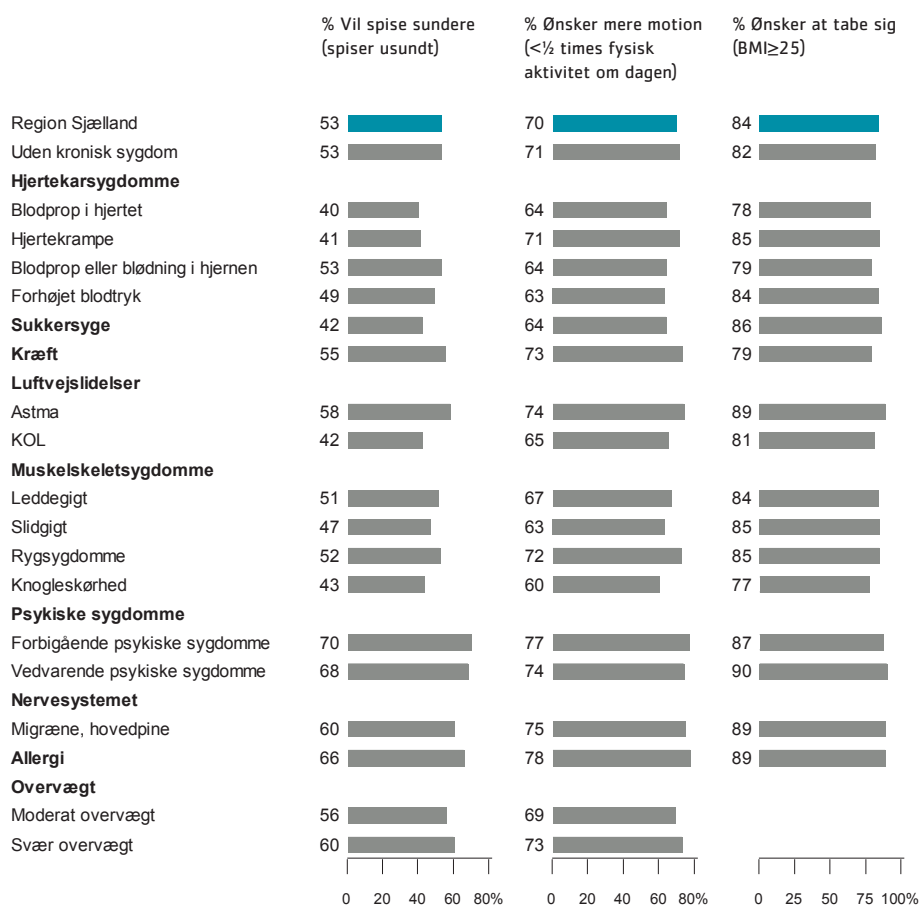 % Vil spise sundere
(spiser usundt)
% Ønsker mere motion
(<½ times fysisk
aktivitet om dagen)
% Ønsker at tabe sig
(BMI≥25)
Region Sjælland 53 70 84
Uden kronisk sygdom 53 71 82
Hjertekarsygdomme
Blodprop i hjertet 40 64 78
Hjertekrampe 41 71 85
Blodprop eller blødning i hjernen 53 64 79
Forhøjet blodtryk 49 63 84
Sukkersyge 42 64 86
Kræft 55 73 79
Luftvejslidelser
Astma 58 74 89
KOL 42 65 81
Muskelskeletsygdomme
Leddegigt 51 67 84
Slidgigt 47 63 85
Rygsygdomme 52 72 85
Knogleskørhed 43 60 77
Psykiske sygdomme
Forbigående psykiske sygdomme 70 77 87
Vedvarende psykiske sygdomme 68 74 90
Nervesystemet
Migræne, hovedpine 60 75 89
Allergi 66 78 89
Overvægt
Moderat overvægt 56 69
Svær overvægt 60 73
0 20 40 60 80% 0 20 40 60 80% 0 25 50 75 100%